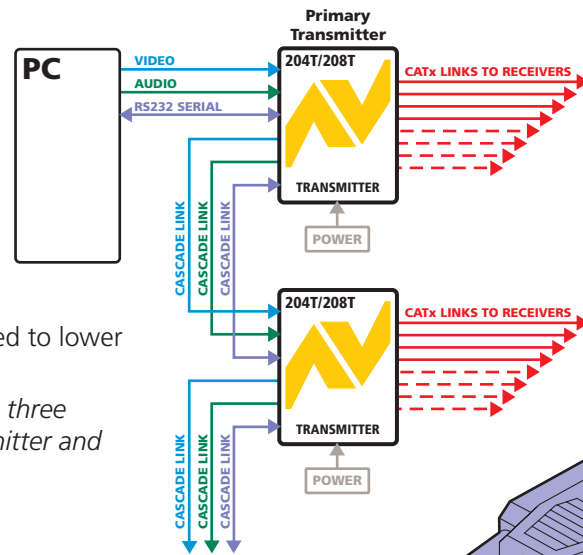 Primary
Transmitter
PC
VIDEO
AUDIO
RS232 SERIAL
204T/208T
TRANSMITTER
CATx LINKS TO RECEIVERS
POWER
CASCADE LINK
CASCADE LINK
CASCADE LINK
204T/208T
TRANSMITTER
CATx LINKS TO RECEIVERS
POWER
CASCADE LINK
CASCADE LINK
CASCADE LINK
ed to lower
three
mitter and